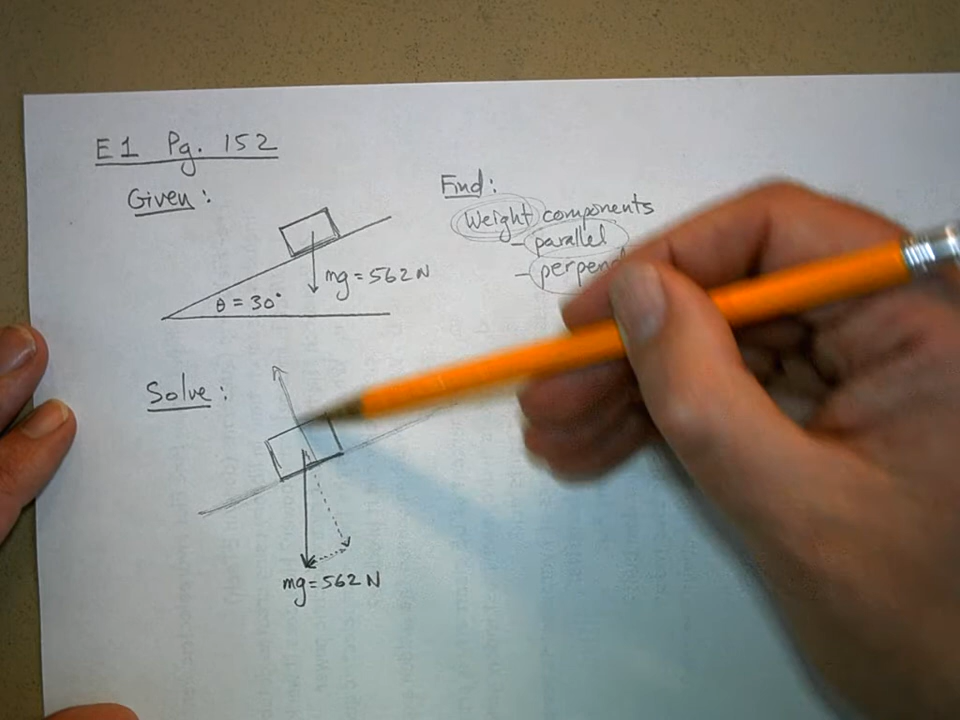 E1 Pg. 152
Given:
mg = 562 N
θ = 30°
Find:
Weight components
- parallel
-
Solve:
mg = 562 N